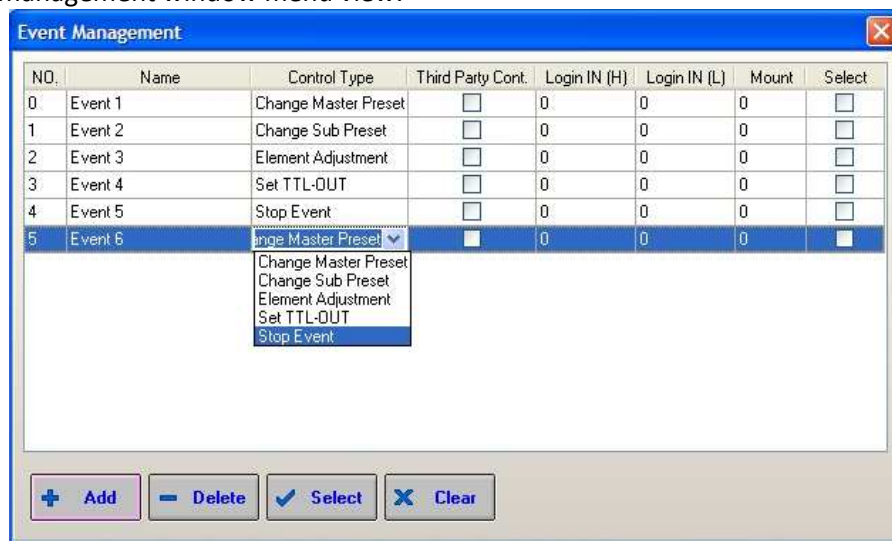 management window menu view:
Event Management
NO. Name Control Type Third Party Cont. Login IN (H) Login IN (L) Mount Select
0 Event 1 Change Master Preset 0 0 0
1 Event 2 Change Sub Preset 0 0 0
2 Event 3 Element Adjustment 0 0 0
3 Event 4 Set TTL-OUT 0 0 0
4 Event 5 Stop Event 0 0 0
5 Event 6 ange Master Preset 0 0 0
Change Master Preset
Change Sub Preset
Element Adjustment
Set TTL-OUT
Stop Event
Add Delete Select Clear